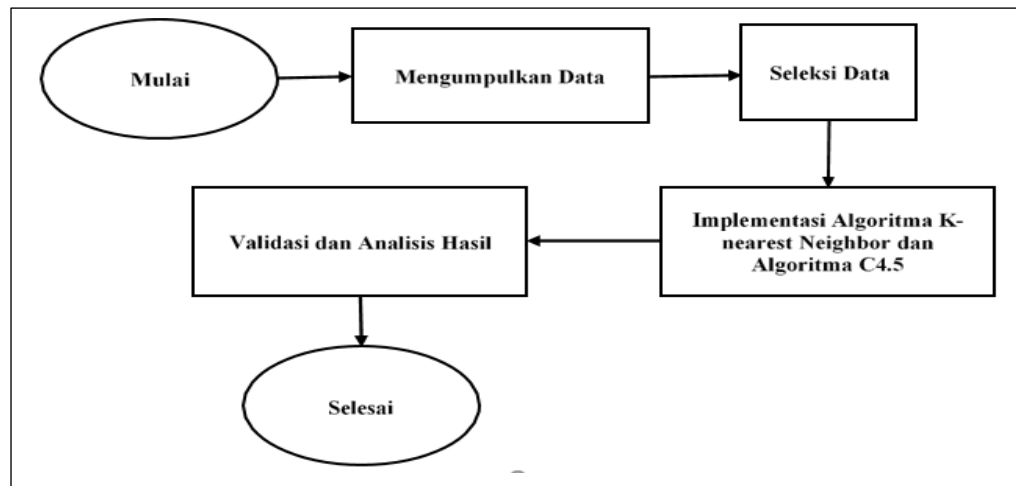 Mulai
Mengumpulkan Data
Seleksi Data
Implementasi Algoritma K-
nearest Neighbor dan
Algoritma C4.5
Validasi dan Analisis Hasil
Selesai